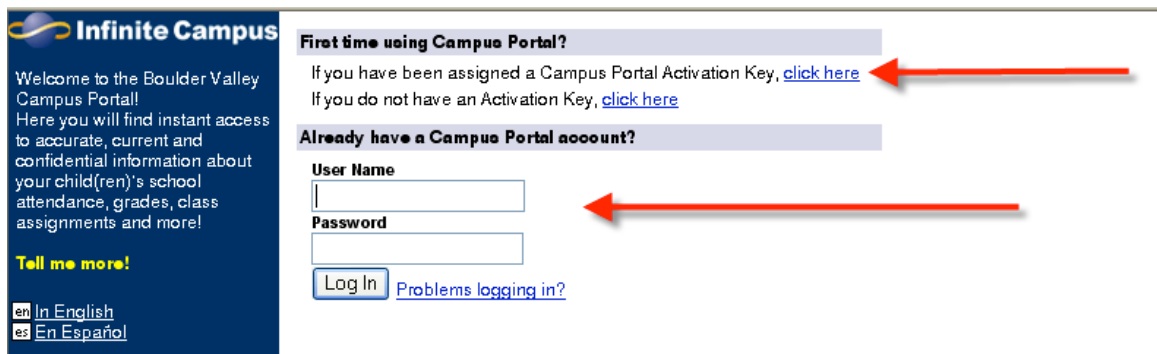 Infinite Campus
Welcome to the Boulder Valley
Campus Portal!
Here you will find instant access
to accurate, current and
confidential information about
your child(ren)'s school
attendance, grades, class
assignments and more!
Tell me more!
en In English
es En Español
First time using Campus Portal?
If you have been assigned a Campus Portal Activation Key, click here
If you do not have an Activation Key, click here
Already have a Campus Portal account?
User Name
Password
Log In Problems logging in?